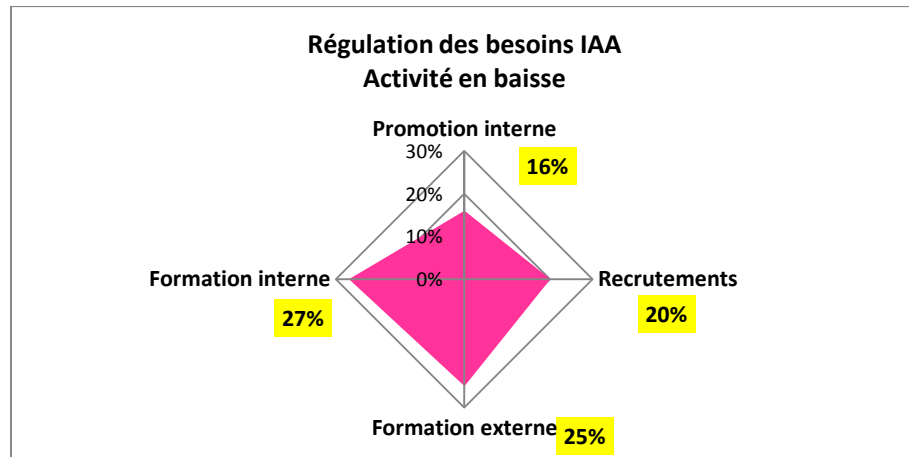 Régulation des besoins IAA
Activité en baisse
Promotion interne
30%
16%
20%
10%
Formation interne
0%
Recrutements
27%
20%
Formation externe
25%